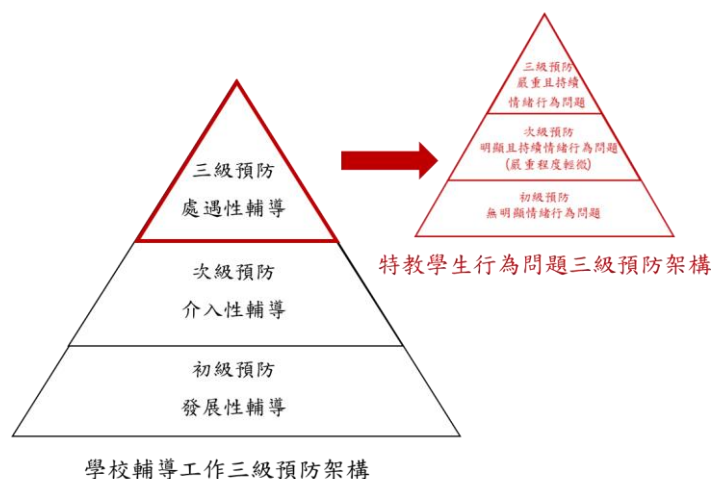 三級預防
處遇性輔導
次級預防
介入性輔導
初級預防
發展性輔導
學校輔導工作三級預防架構
三級預防
嚴重且持續
情緒行為問題
次級預防
明顯且持續情緒行為問題
(嚴重程度輕微)
初級預防
無明顯情緒行為問題
特教學生行為問題三級預防架構